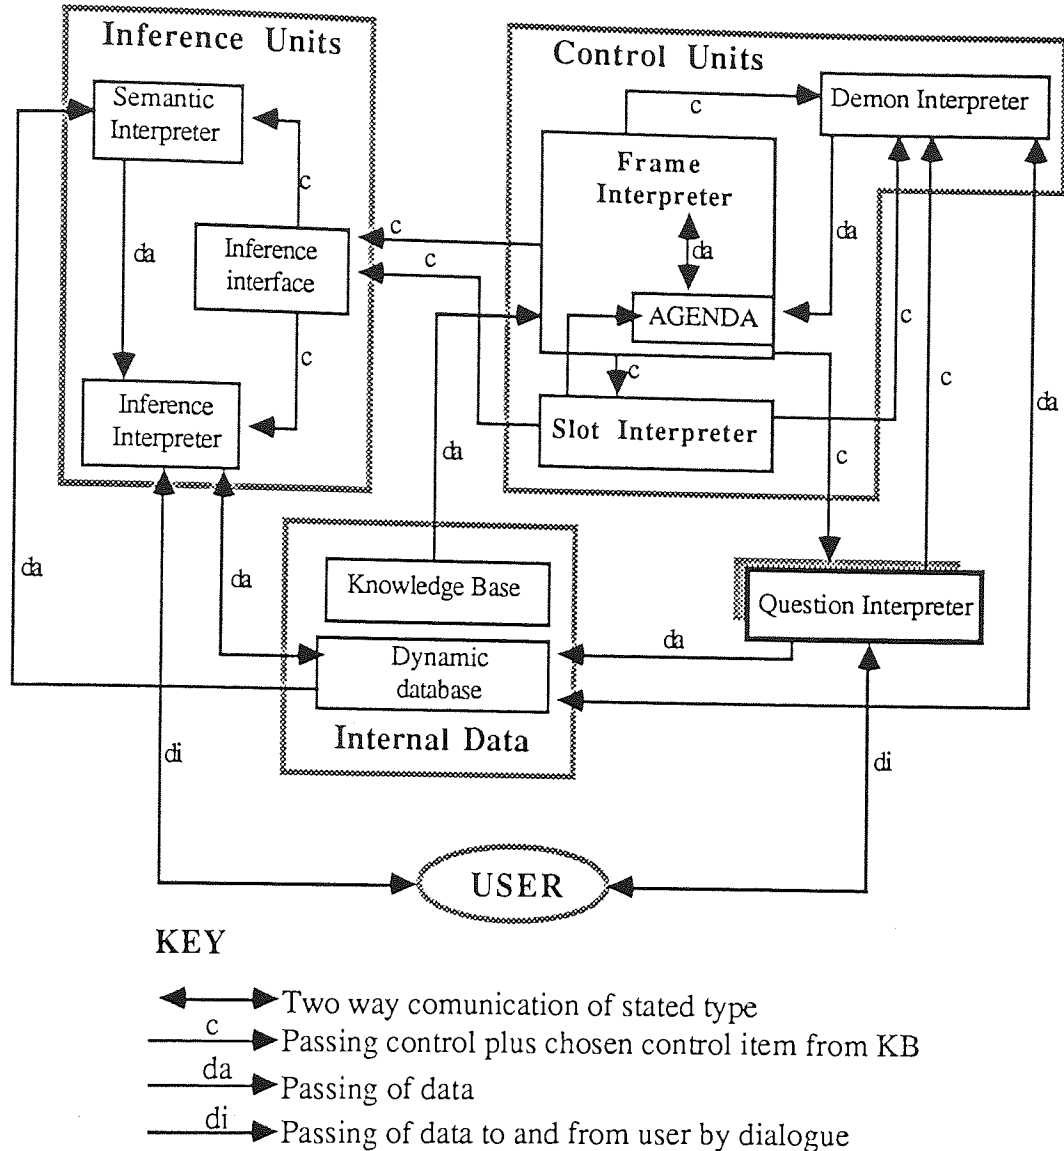 Inference Units
Semantic
Interpreter
c
da
Inference
interface
c
Inference
Interpreter
Control Units
c
Demon Interpreter
Frame
Interpreter
da
AGENDA
da
c
c
c
Slot Interpreter
c
c
c
da
da
da
da
Knowledge Base
Dynamic
database
Internal Data
da
Question Interpreter
di
di
USER
KEY
Two way comunication of stated type
c
Passing control plus chosen control item from KB
da
Passing of data
di
Passing of data to and from user by dialogue